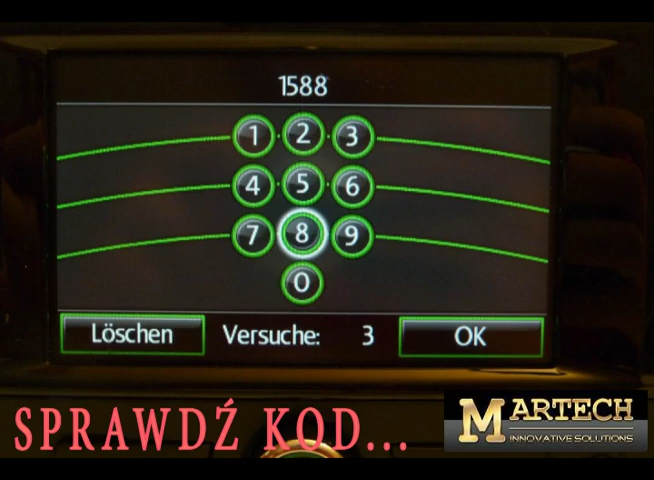 1588
1 2 3
4 5 6
7 8 9
0
Löschen Versuche: 3 OK
SPRAWDŹ KOD...
MARTECH
INNOVATIVE SOLUTIONS